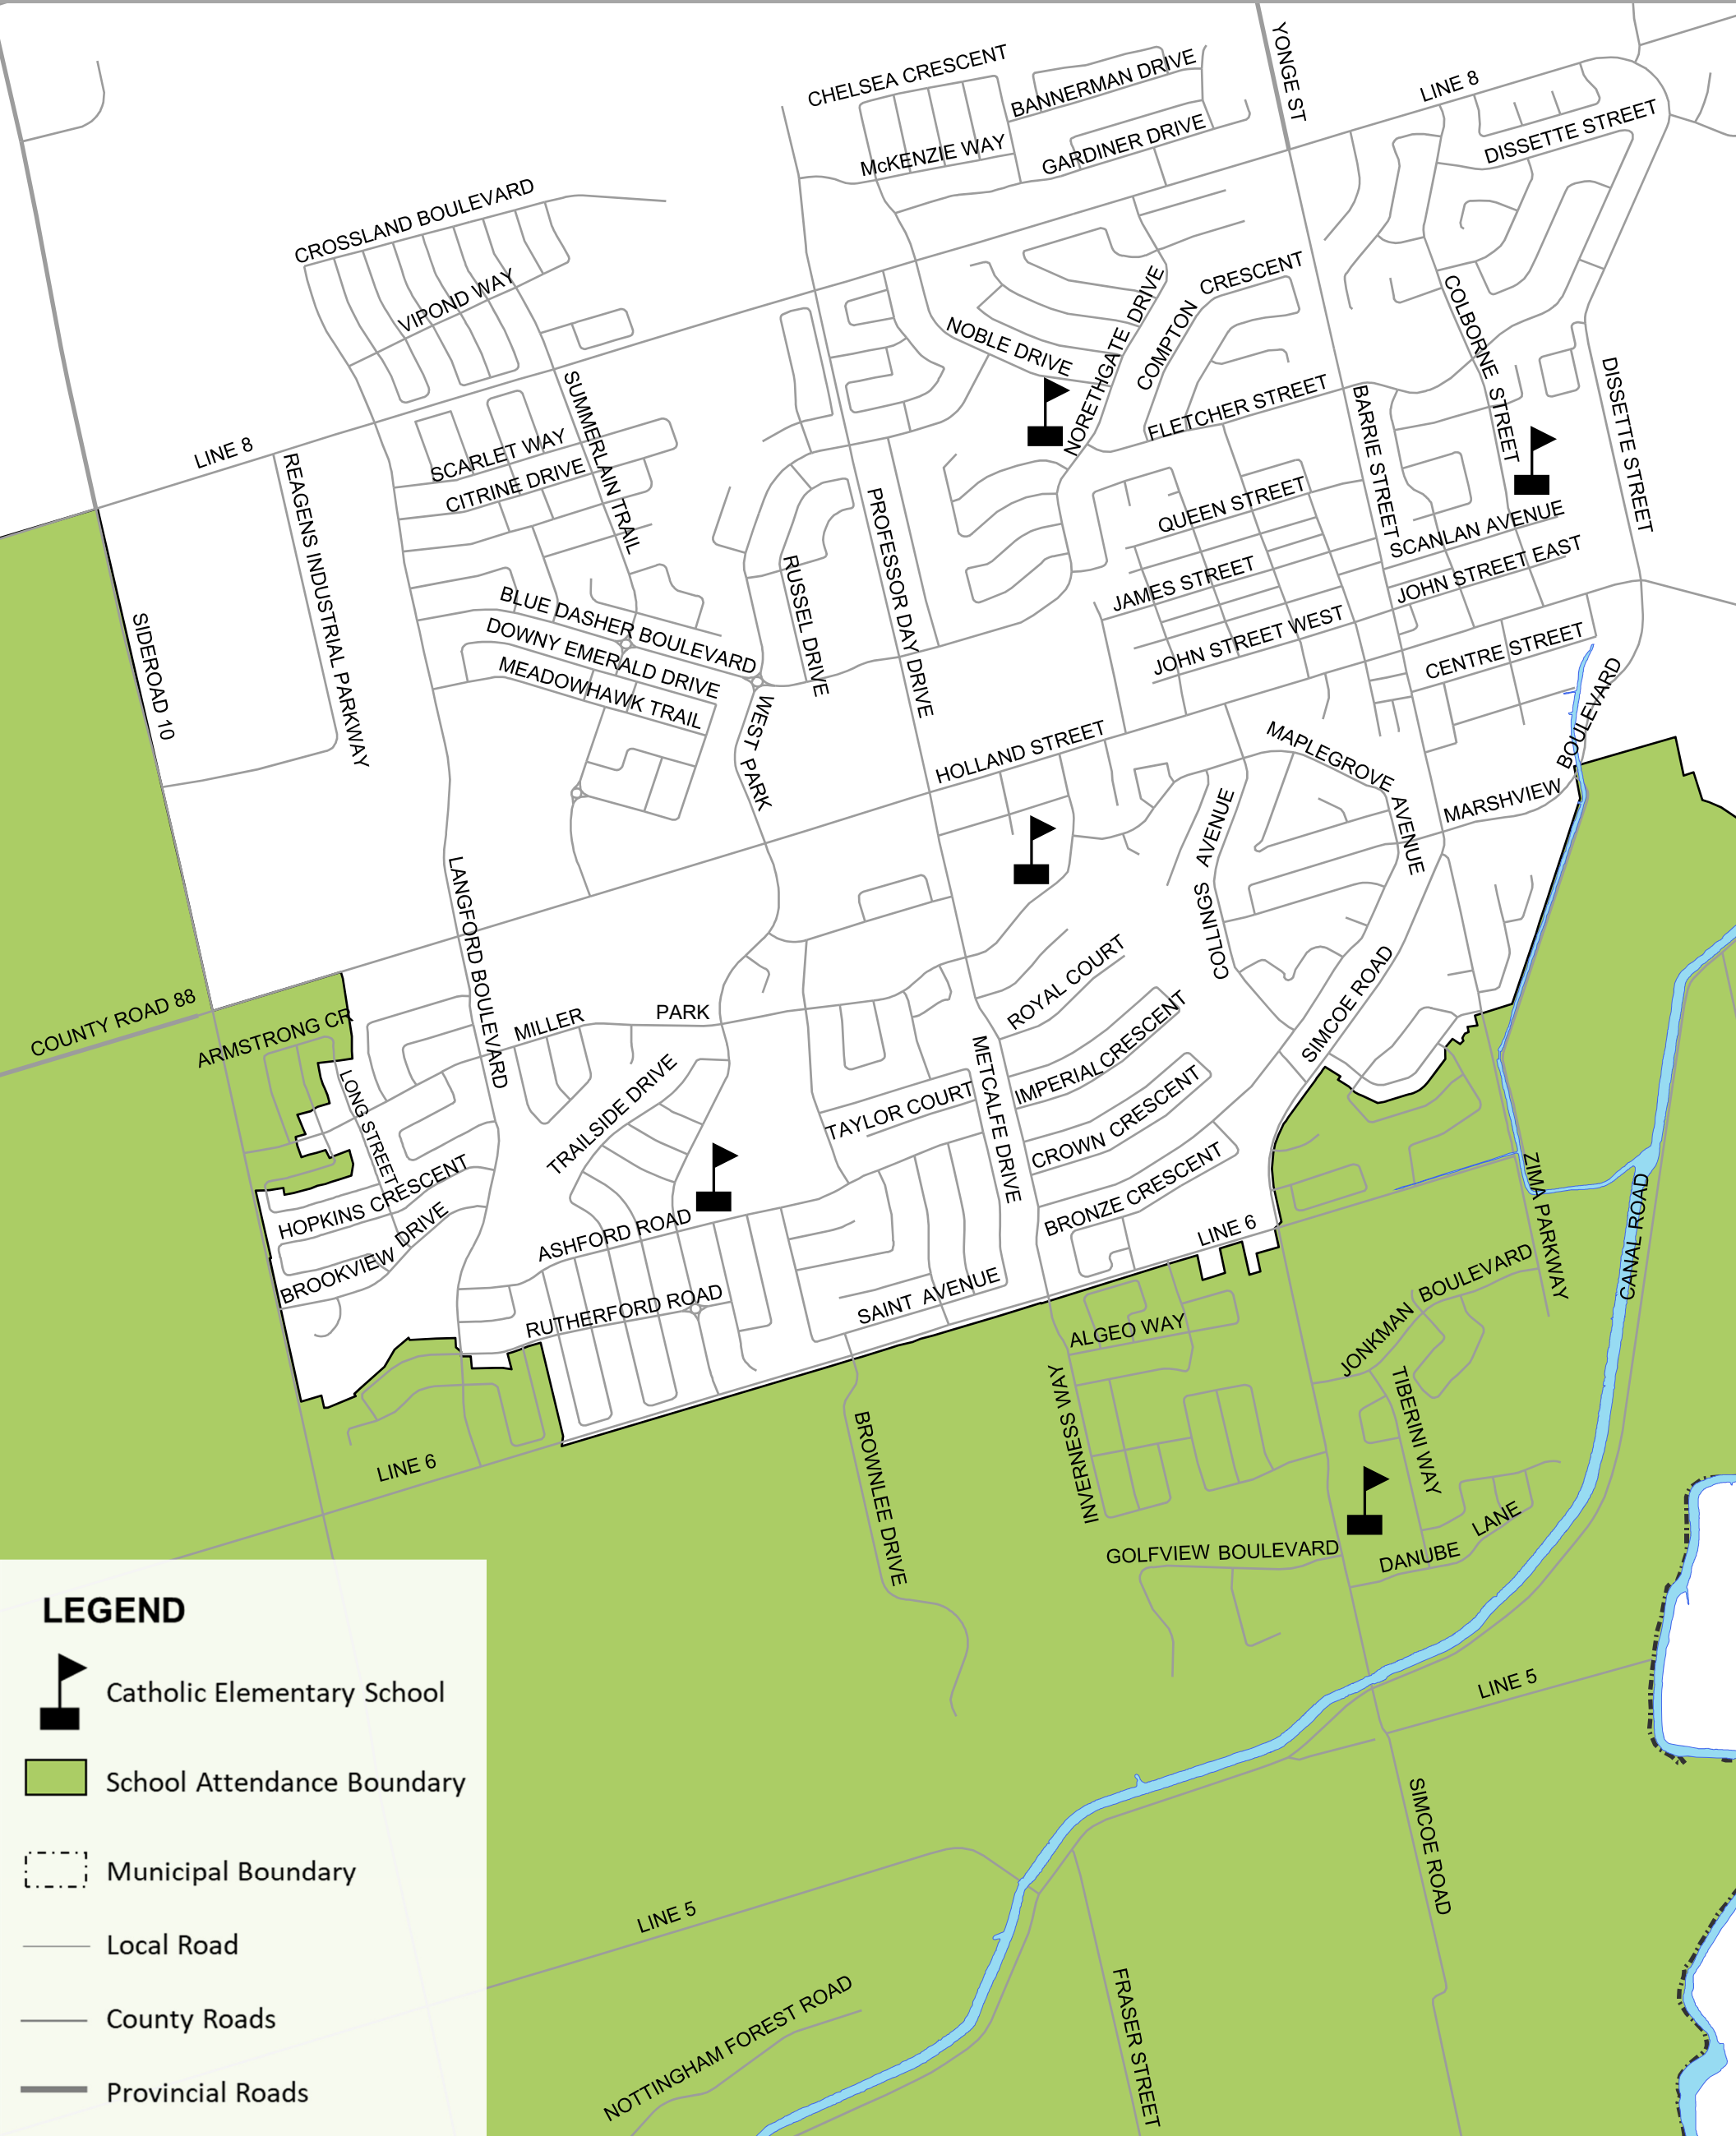 YONGE ST
CHELSEA CRESCENT
BANNERMAN DRIVE
LINE 8
DISSETTE STREET
McKENZIE WAY
GARDINER DRIVE
CROSSLAND BOULEVARD
VIPOND WAY
NOBLE DRIVE
NORETHGATE DRIVE
COMPTON CRESCENT
COLBORNE STREET
FLETCHER STREET
BARRIE STREET
DISSETTE STREET
SUMMERLAIN TRAIL
LINE 8
SCARLET WAY
CITRINE DRIVE
REAGENS INDUSTRIAL PARKWAY
PROFESSOR DAY DRIVE
QUEEN STREET
SCANLAN AVENUE
JOHN STREET EAST
JAMES STREET
JOHN STREET WEST
CENTRE STREET
RUSSEL DRIVE
BLUE DASHER BOULEVARD
DOWNY EMERALD DRIVE
MEADOWHAWK TRAIL
SIDEROAD 10
WEST PARK
HOLLAND STREET
MAPLEGROVE AVENUE
MARSHVIEW BOULEVARD
COLLINGS AVENUE
LANGFORD BOULEVARD
COUNTY ROAD 88
ARMSTRONG CR
MILLER PARK
ROYAL COURT
SIMCOE ROAD
IMPERIALCRESCENT
LONG STREET
TRAILSIDE DRIVE
METCALFE DRIVE
TAYLOR COURT
CROWN CRESCENT
HOPKINS CRESCENT
BRONZE CRESCENT
ZIMA PARKWAY
CANAL ROAD
BROOKVIEW DRIVE
ASHFORD ROAD
LINE 6
RUTHERFORD ROAD
SAINT AVENUE
ALGEO WAY
JONKMAN BOULEVARD
INVERNESS WAY
TIBERINI WAY
BROWNLEE DRIVE
LINE 6
GOLFVIEW BOULEVARD
DANUBE LANE
LINE 5
SIMCOE ROAD
LINE 5
FRASER STREET
NOTTINGHAM FOREST ROAD
LEGEND
Catholic Elementary School
School Attendance Boundary
Municipal Boundary
Local Road
County Roads
Provincial Roads